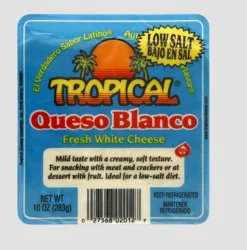 El Verdadero Sabor Latino®
LOW SALT
BAJO EN SAL
TROPICAL®
Queso Blanco
Fresh White Cheese
Mild taste with a creamy, soft texture.
For snacking with meat and crackers or at
dessert with fruit. Ideal for a low-salt diet.
NET WT
10 OZ (283g)
KEEP REFRIGERATED
MANTENER
REFRIGERADO